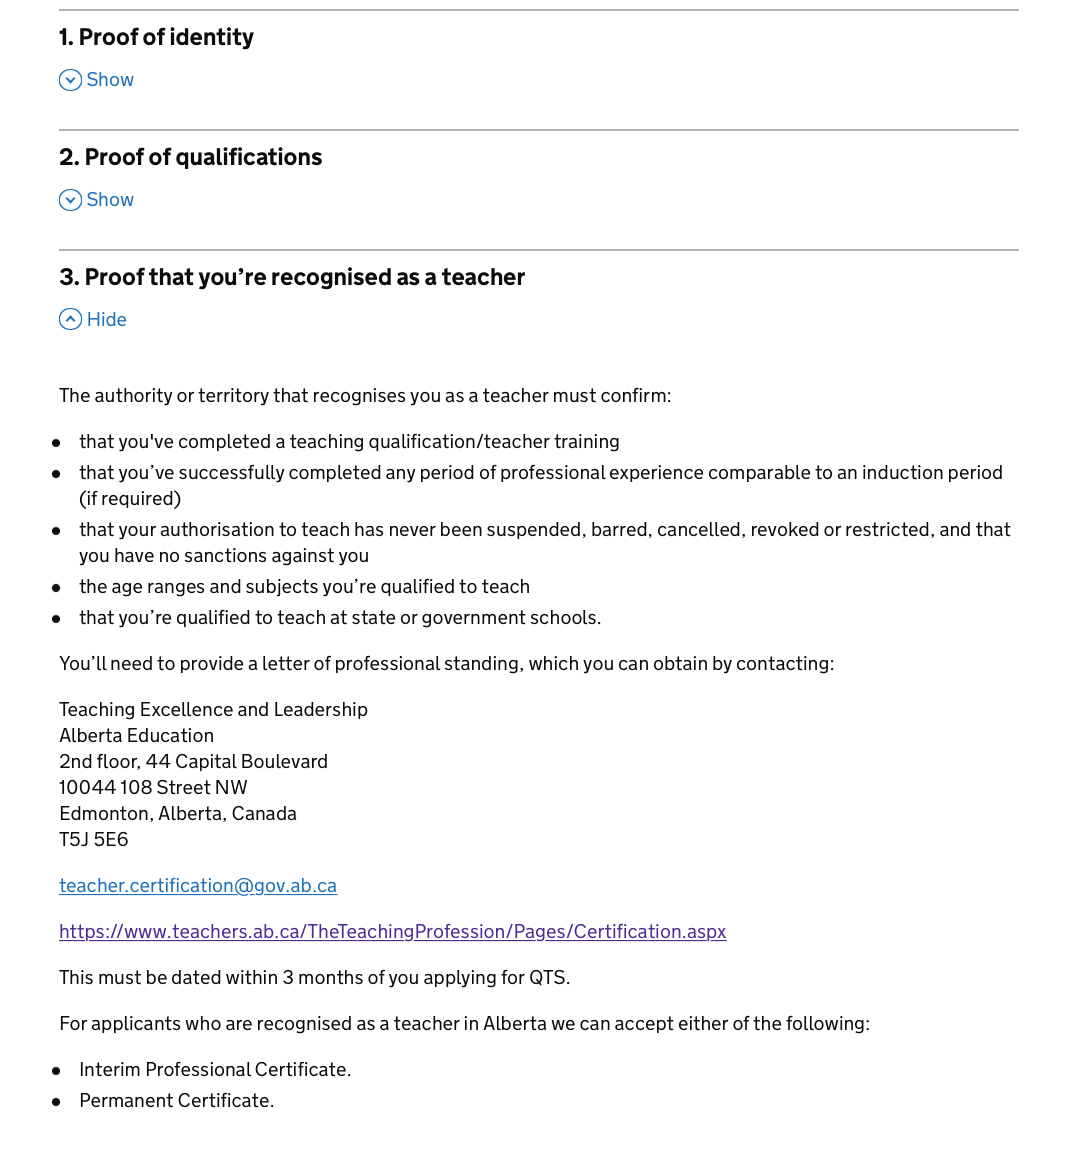 1. Proof of identity
Show
2. Proof of qualifications
Show
3. Proof that you’re recognised as a teacher
Hide
The authority or territory that recognises you as a teacher must confirm:
● that you've completed a teaching qualification/teacher training
● that you’ve successfully completed any period of professional experience comparable to an induction period
(if required)
● that your authorisation to teach has never been suspended, barred, cancelled, revoked or restricted, and that
you have no sanctions against you
● the age ranges and subjects you’re qualified to teach
● that you’re qualified to teach at state or government schools.
You’ll need to provide a letter of professional standing, which you can obtain by contacting:
Teaching Excellence and Leadership
Alberta Education
2nd floor, 44 Capital Boulevard
10044 108 Street NW
Edmonton, Alberta, Canada
T5J 5E6
teacher.certification@gov.ab.ca
https://www.teachers.ab.ca/TheTeachingProfession/Pages/Certification.aspx
This must be dated within 3 months of you applying for QTS.
For applicants who are recognised as a teacher in Alberta we can accept either of the following:
● Interim Professional Certificate.
● Permanent Certificate.